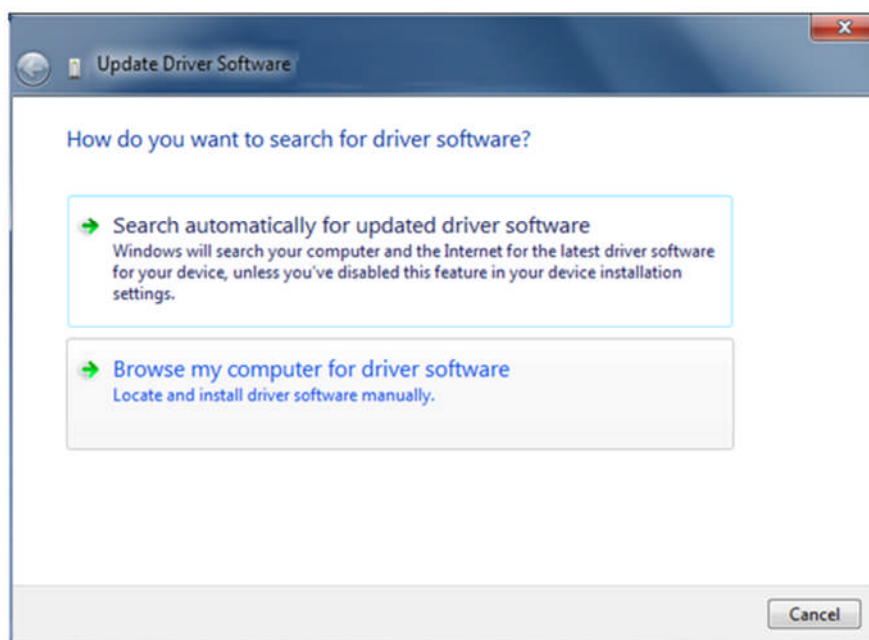 Update Driver Software
How do you want to search for driver software?
Search automatically for updated driver software
Windows will search your computer and the Internet for the latest driver software
for your device, unless you've disabled this feature in your device installation
settings.
Browse my computer for driver software
Locate and install driver software manually.
Cancel